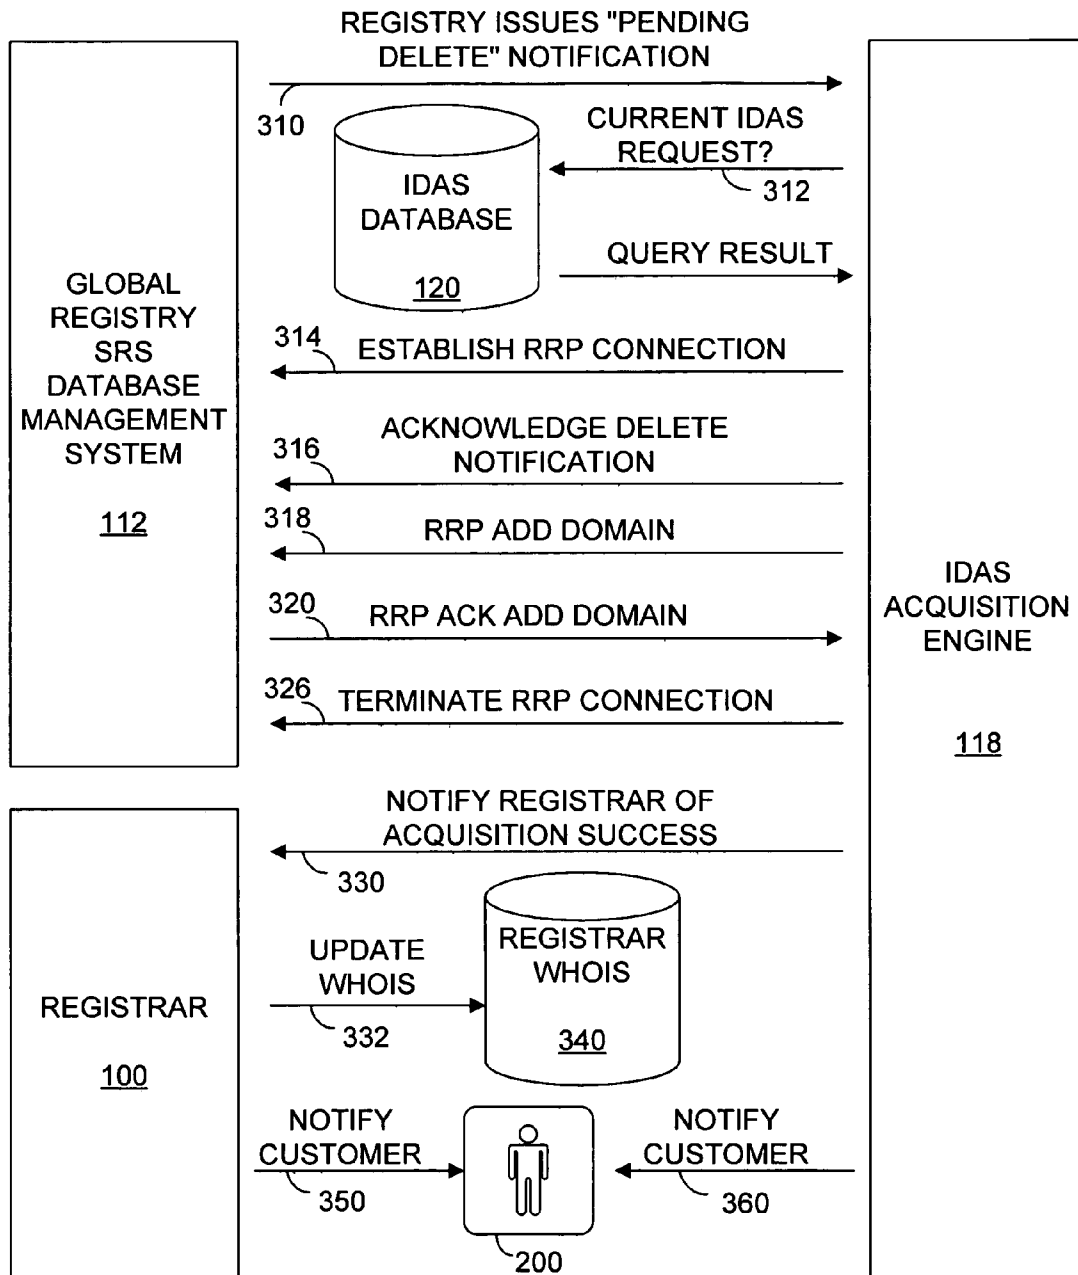 REGISTRY ISSUES "PENDING
DELETE" NOTIFICATION
310
CURRENT IDAS
REQUEST?
312
IDAS
DATABASE
120
QUERY RESULT
GLOBAL
REGISTRY
SRS
DATABASE
MANAGEMENT
SYSTEM
112
314
ESTABLISH RRP CONNECTION
316
ACKNOWLEDGE DELETE
NOTIFICATION
318
RRP ADD DOMAIN
320
RRP ACK ADD DOMAIN
326
TERMINATE RRP CONNECTION
IDAS
ACQUISITION
ENGINE
118
NOTIFY REGISTRAR OF
ACQUISITION SUCCESS
330
REGISTRAR
WHOIS
340
UPDATE
WHOIS
332
REGISTRAR
100
NOTIFY
CUSTOMER
350
NOTIFY
CUSTOMER
360
200